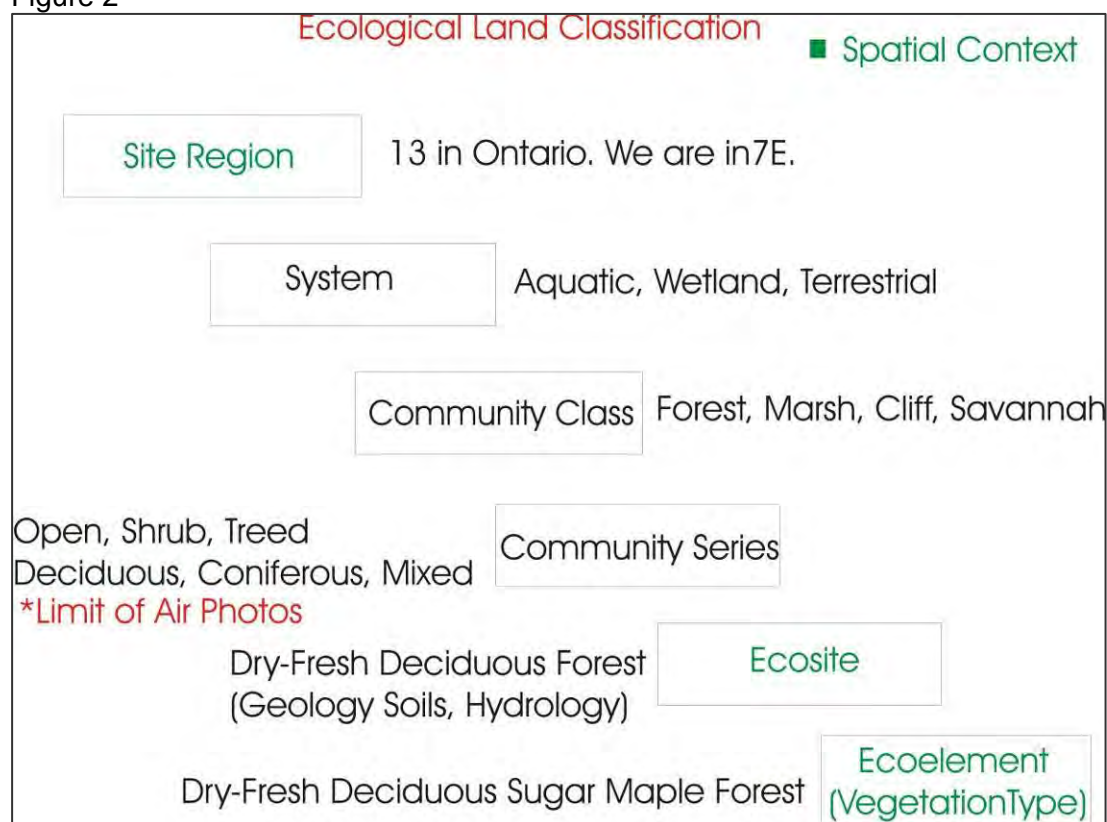 Figure 2
Ecological Land Classification
Spatial Context
Site Region
13 in Ontario. We are in7E.
System
Aquatic, Wetland, Terrestrial
Community Class
Forest, Marsh, Cliff, Savannah
Open, Shrub, Treed
Deciduous, Coniferous, Mixed
*Limit of Air Photos
Community Series
Dry-Fresh Deciduous Forest
(Geology Soils, Hydrology)
Ecosite
Dry-Fresh Deciduous Sugar Maple Forest
Ecoelement
(VegetationType)